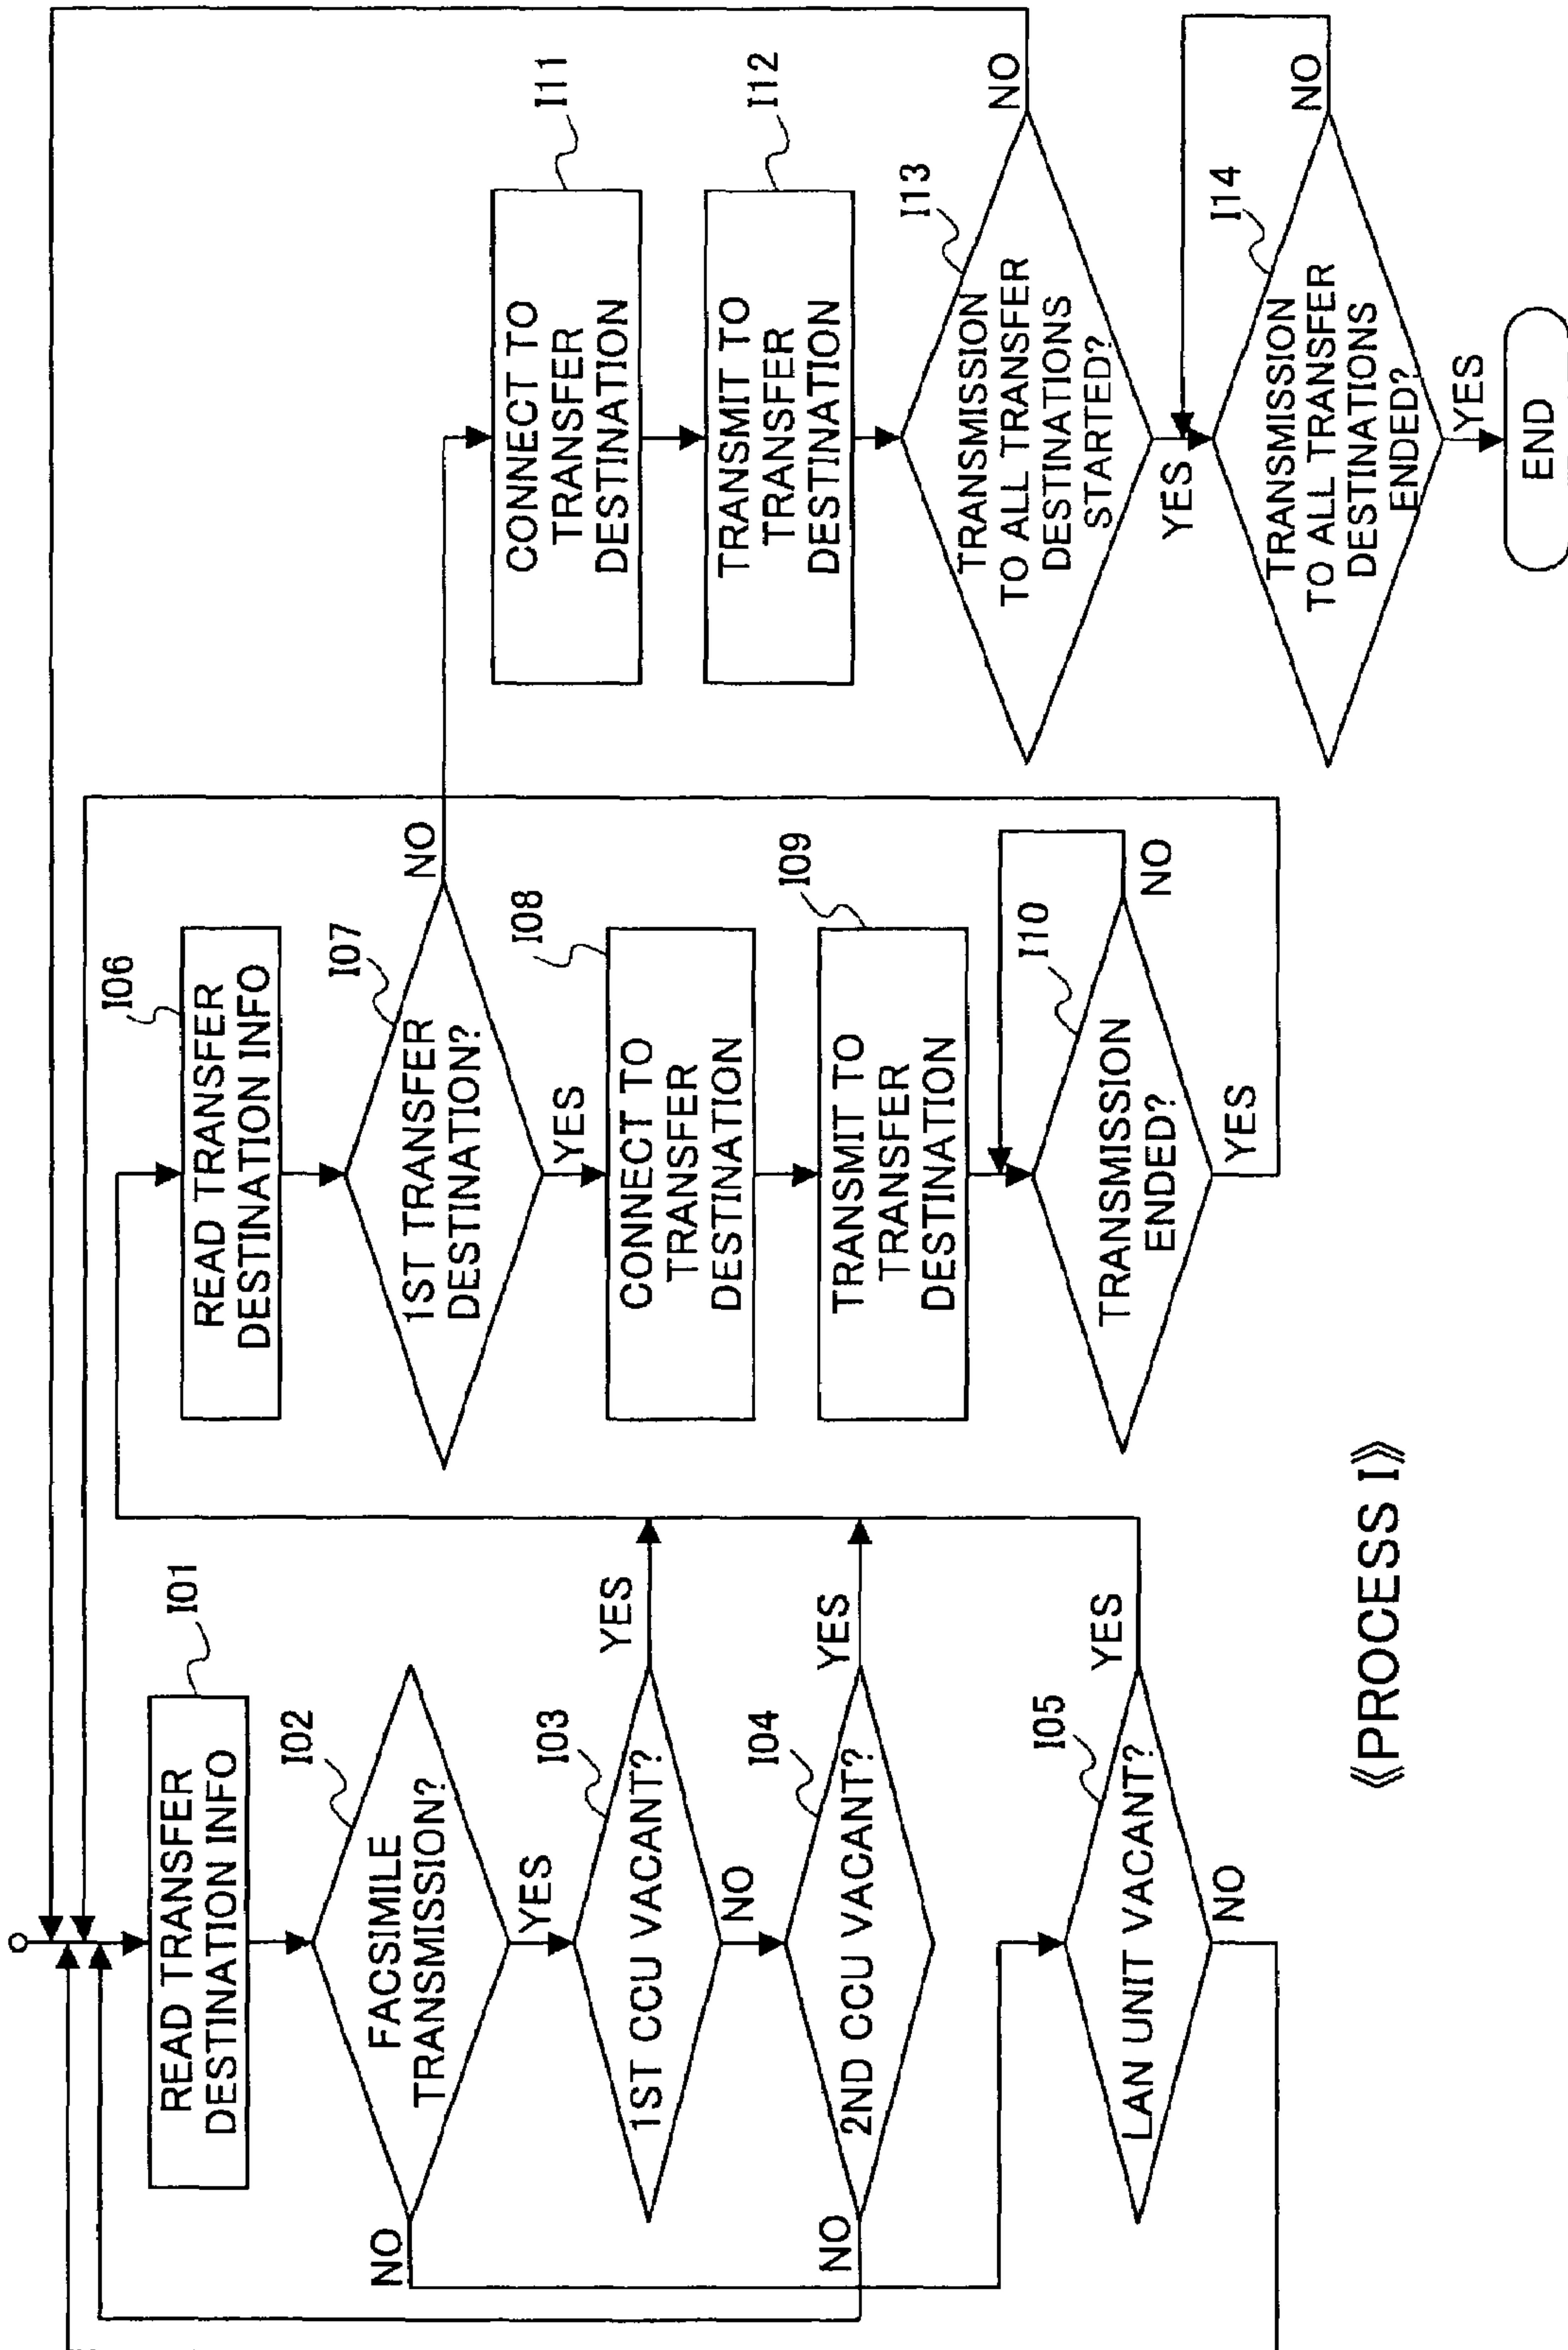 I01
READ TRANSFER
DESTINATION INFO
I02
FACSIMILE
TRANSMISSION?
NO
YES
I03
1ST CCU VACANT?
YES
NO
I04
2ND CCU VACANT?
YES
NO
I05
LAN UNIT VACANT?
YES
NO
I06
READ TRANSFER
DESTINATION INFO
I07
1ST TRANSFER
DESTINATION?
NO
YES
I08
CONNECT TO
TRANSFER
DESTINATION
I09
TRANSMIT TO
TRANSFER
DESTINATION
I10
TRANSMISSION
ENDED?
NO
YES
I11
CONNECT TO
TRANSFER
DESTINATION
I12
TRANSMIT TO
TRANSFER
DESTINATION
I13
TRANSMISSION
TO ALL TRANSFER
DESTINATIONS
STARTED?
NO
YES
I14
TRANSMISSION
TO ALL TRANSFER
DESTINATIONS
ENDED?
NO
YES
END
《PROCESS I》